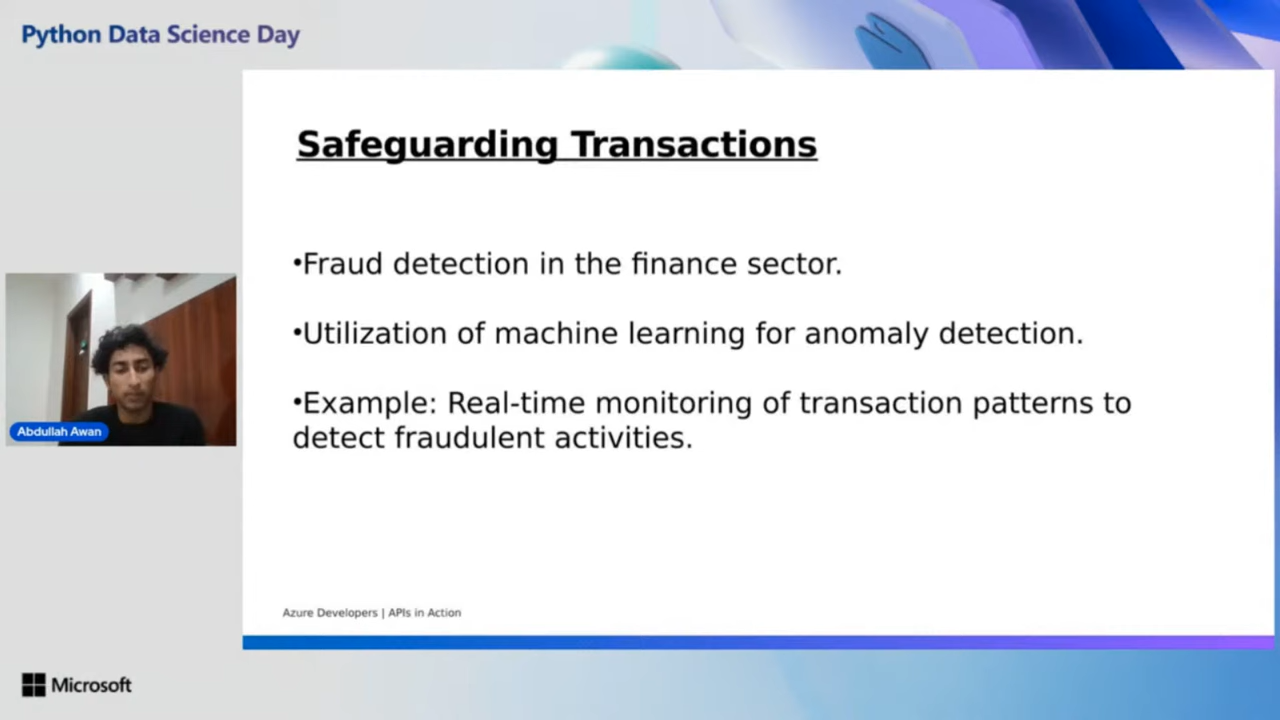 Python Data Science Day
Safeguarding Transactions
•Fraud detection in the finance sector.
•Utilization of machine learning for anomaly detection.
•Example: Real-time monitoring of transaction patterns to
detect fraudulent activities.
Abdullah Awan
Azure Developers | APIs in Action
Microsoft